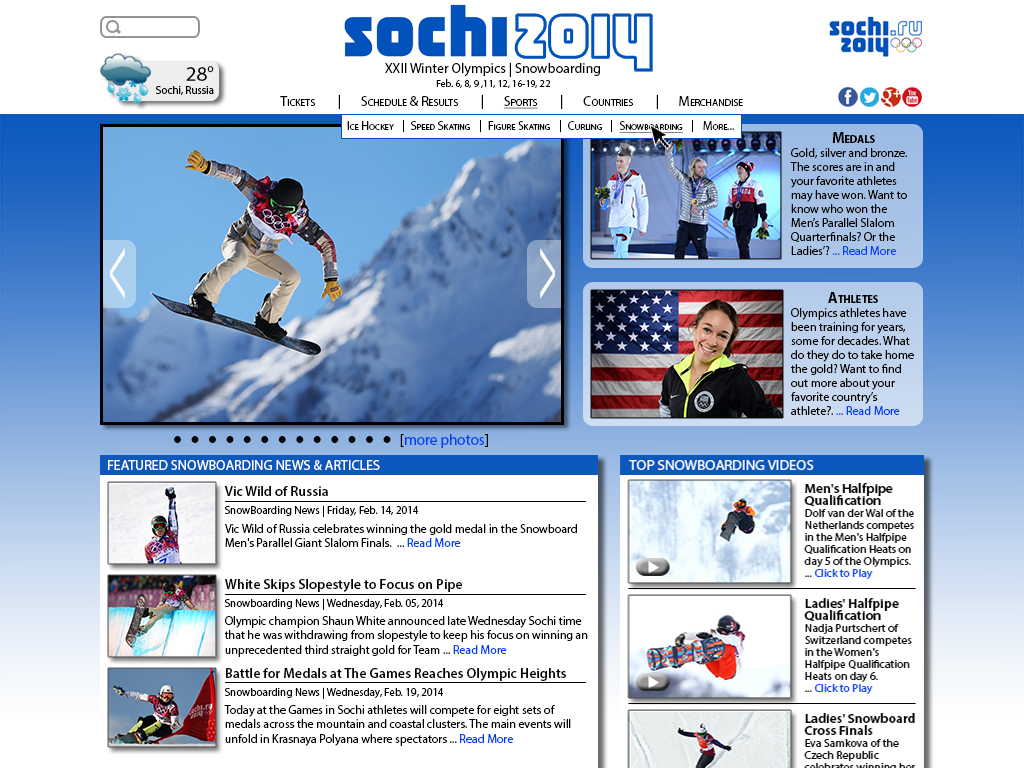 sochi 2014
XXII Winter Olympics | Snowboarding
Feb. 6, 8, 9 ,11, 12, 16-19, 22
sochi.ru
2014
28°
Sochi, Russia
Tickets | Schedule & Results | Sports | Countries | Merchandise
You
Tube
Ice Hockey | Speed Skating | Figure Skating | Curling | Snowboarding | More...
Medals
Gold, silver and bronze.
The scores are in and
your favorite athletes
may have won. Want to
know who won the
Men's Parallel Slalom
Quarterfinals? Or the
Ladies'? ... Read More
Athletes
Olympics athletes have
been training for years,
some for decades. What
do they do to take home
the gold? Want to find
out more about your
favorite country's
athlete?. ... Read More
[more photos]
FEATURED SNOWBOARDING NEWS & ARTICLES
Vic Wild of Russia
SnowBoarding News | Friday, Feb. 14, 2014
Vic Wild of Russia celebrates winning the gold medal in the Snowboard
Men's Parallel Giant Slalom Finals.  ... Read More
White Skips Slopestyle to Focus on Pipe
Snowboarding News | Wednesday, Feb. 05, 2014
Olympic champion Shaun White announced late Wednesday Sochi time
that he was withdrawing from slopestyle to keep his focus on winning an
unprecedented third straight gold for Team ... Read More
Battle for Medals at The Games Reaches Olympic Heights
Snowboarding News | Wednesday, Feb. 19, 2014
Today at the Games in Sochi athletes will compete for eight sets of
medals across the mountain and coastal clusters. The main events will
unfold in Krasnaya Polyana where spectators ... Read More
TOP SNOWBOARDING VIDEOS
Men's Halfpipe
Qualification
Dolf van der Wal of the
Netherlands competes
in the Men's Halfpipe
Qualification Heats on
day 5 of the Olympics.
... Click to Play
Ladies' Halfpipe
Qualification
Nadja Purtschert of
Switzerland competes
in the Women's
Halfpipe Qualification
Heats on day 6.
... Click to Play
Ladies' Snowboard
Cross Finals
Eva Samkova of the
Czech Republic
celebrates winning her